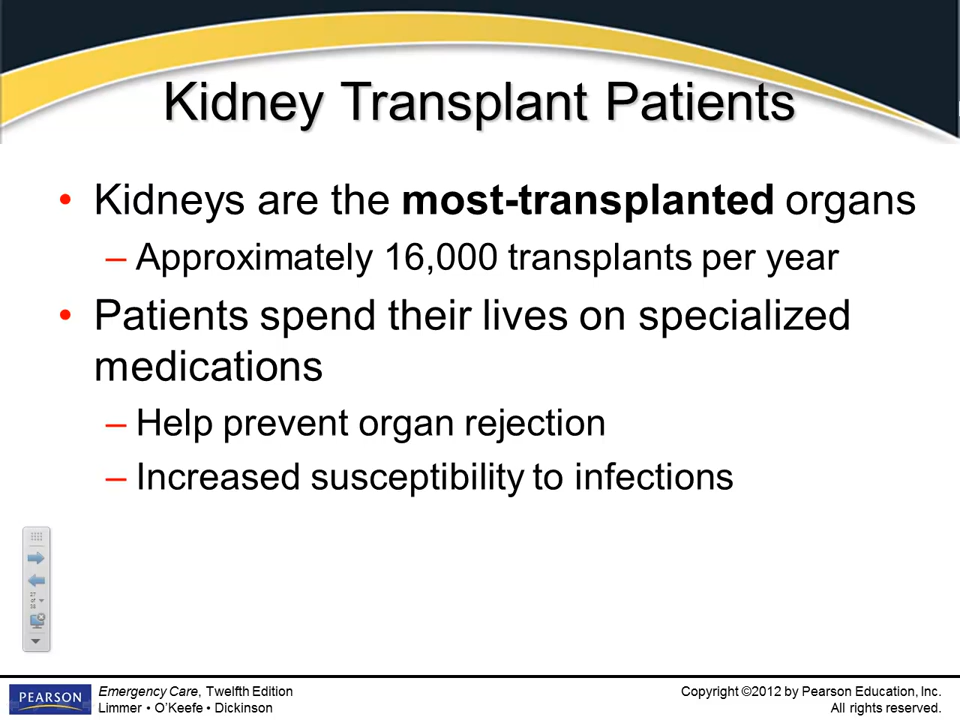 Kidney Transplant Patients
• Kidneys are the most-transplanted organs
– Approximately 16,000 transplants per year
• Patients spend their lives on specialized
medications
– Help prevent organ rejection
– Increased susceptibility to infections
27
of
PEARSON
Emergency Care, Twelfth Edition
Limmer • O'Keefe • Dickinson
Copyright ©2012 by Pearson Education, Inc.
All rights reserved.